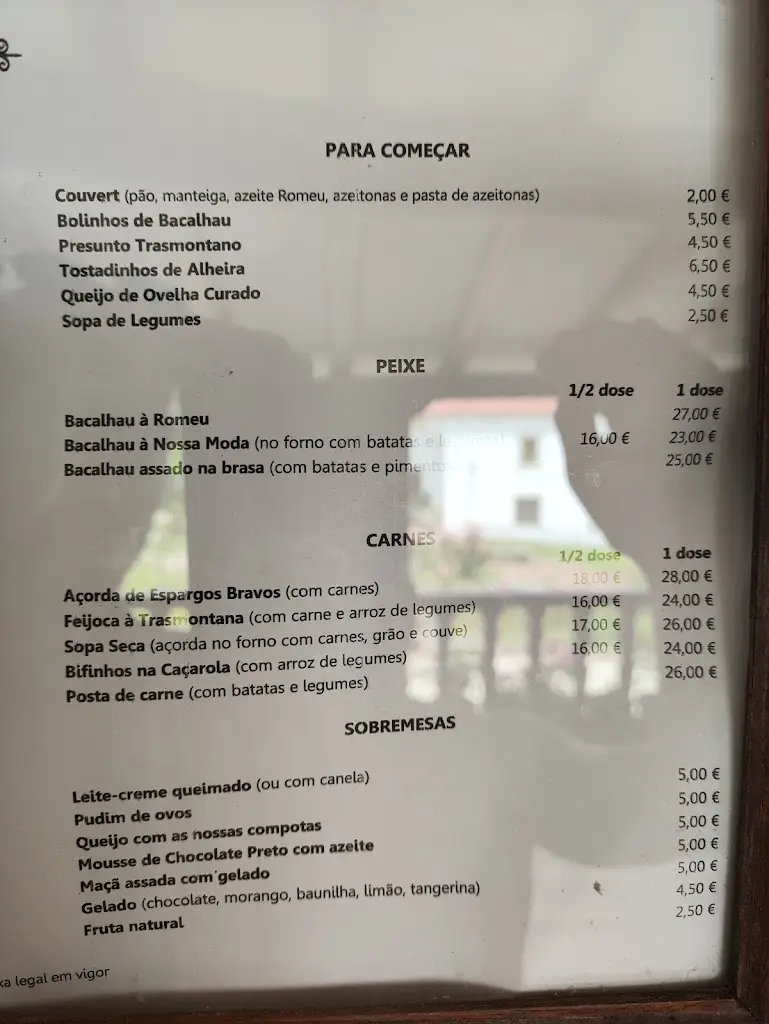 PARA COMEÇAR
Couvert (pão, manteiga, azeite Romeu, azeitonas e pasta de azeitonas) 2,00 €
Bolinhos de Bacalhau 5,50 €
Presunto Trasmontano 4,50 €
Tostadinhos de Alheira 6,50 €
Queijo de Ovelha Curado 4,50 €
Sopa de Legumes 2,50 €
PEIXE
1/2 dose 1 dose
Bacalhau à Romeu 27,00 €
Bacalhau à Nossa Moda (no forno com batatas e 16,00 € 23,00 €
Bacalhau assado na brasa (com batatas e 25,00 €
CARNES
1/2 dose 1 dose
Açorda de Espargos Bravos (com carnes) 18,00 € 28,00 €
Feijoca à Trasmontana (com carne e arroz de legumes) 16,00 € 24,00 €
Sopa Seca (açorda no forno com carnes, grão e couve) 17,00 € 26,00 €
Bifinhos na Caçarola (com arroz de legumes) 16,00 € 24,00 €
Posta de carne (com batatas e legumes) 26,00 €
SOBREMESAS
Leite-creme queimado (ou com canela) 5,00 €
Pudim de ovos 5,00 €
Queijo com as nossas compotas 5,00 €
Mousse de Chocolate Preto com azeite 5,00 €
Maçã assada com gelado 5,00 €
Gelado (chocolate, morango, baunilha, limão, tangerina) 4,50 €
Fruta natural 2,50 €
xa legal em vigor